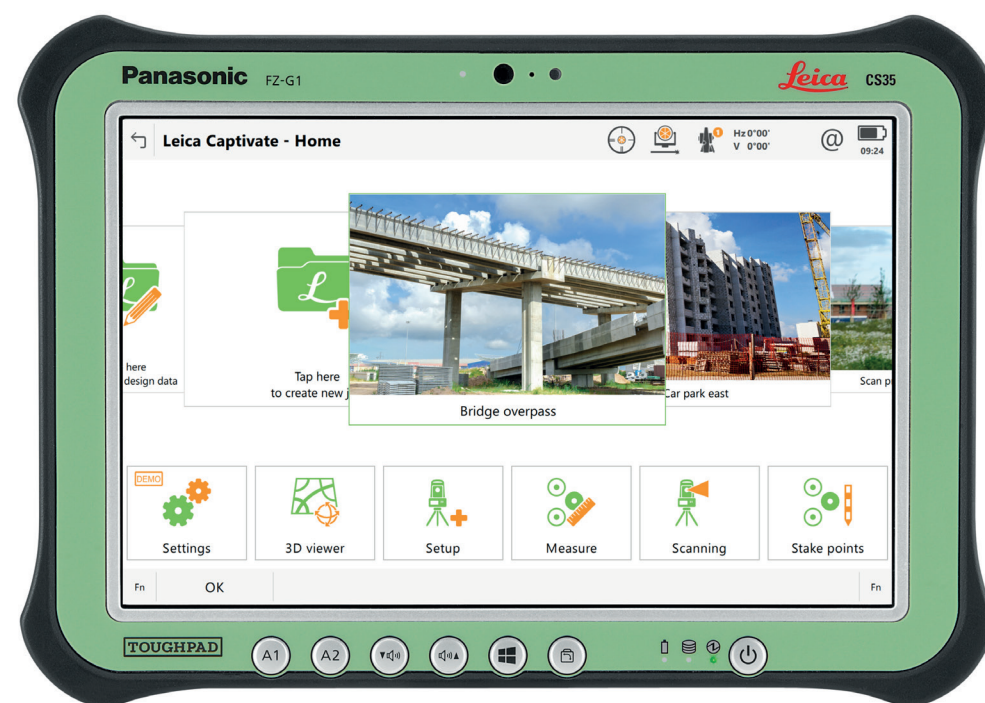 Panasonic FZ-G1
Leica CS35
Leica Captivate - Home
1
Hz 0°00'
V 0°00'
@
09:24
here
design data
L
Tap here
to create new j
Bridge overpass
Car park east
Scan p
DEMO
Settings
3D viewer
Setup
Measure
Scanning
Stake points
Fn
OK
Fn
TOUGHPAD
A1
A2